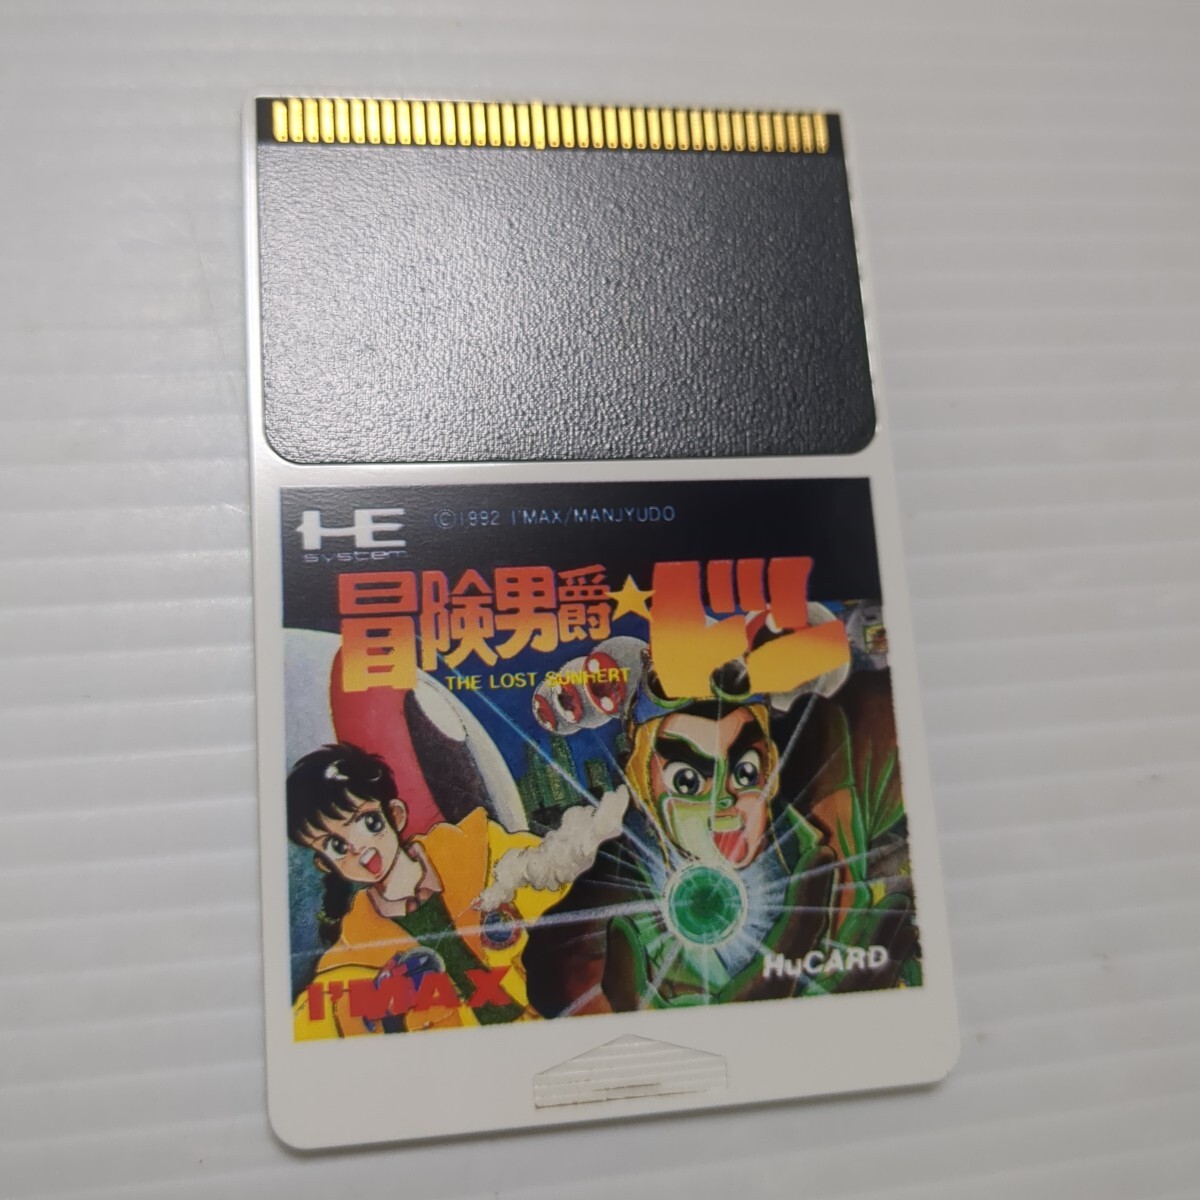 HE
system
©1992 I'MAX/MANJYUDO
冒険男爵★ドン
THE LOST SUNHERT
HuCARD
I'MAX